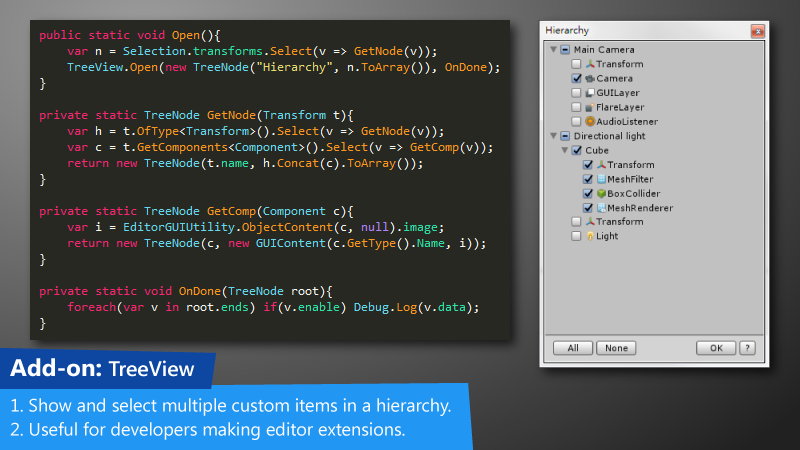 public static void Open(){
var n = Selection.transforms.Select(v => GetNode(v));
TreeView.Open(new TreeNode("Hierarchy", n.ToArray()), OnDone);
}
private static TreeNode GetNode(Transform t){
var h = t.OfType<Transform>().Select(v => GetNode(v));
var c = t.GetComponents<Component>().Select(v => GetComp(v));
return new TreeNode(t.name, h.Concat(c).ToArray());
}
private static TreeNode GetComp(Component c){
var i = EditorGUIUtility.ObjectContent(c, null).image;
return new TreeNode(c, new GUIContent(c.GetType().Name, i));
}
private static void OnDone(TreeNode root){
foreach(var v in root.ends) if(v.enable) Debug.Log(v.data);
}
Hierarchy
Main Camera
Transform
Camera
GUILayer
FlareLayer
AudioListener
Directional light
Cube
Transform
MeshFilter
BoxCollider
MeshRenderer
Transform
Light
All None OK ?
Add-on: TreeView
1. Show and select multiple custom items in a hierarchy.
2. Useful for developers making editor extensions.